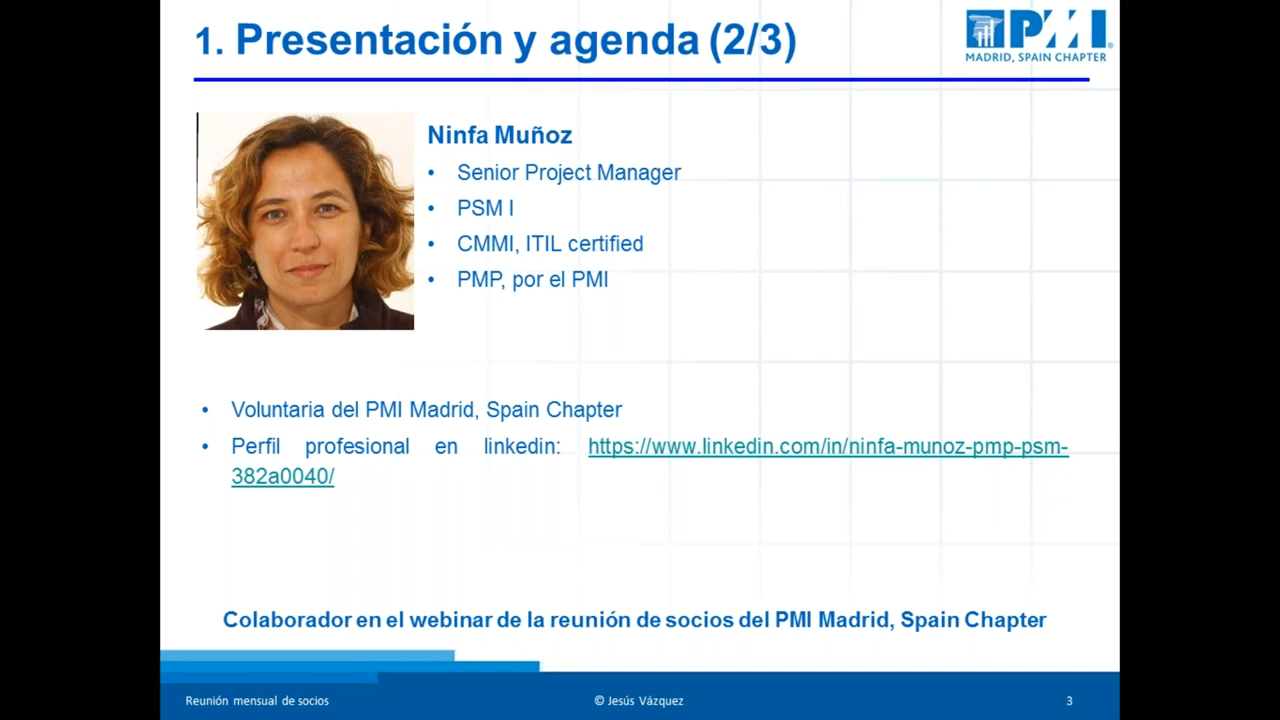 1. Presentación y agenda (2/3)
PMI.
MADRID, SPAIN CHAPTER
Ninfa Muñoz
• Senior Project Manager
• PSM I
• CMMI, ITIL certified
• PMP, por el PMI
• Voluntaria del PMI Madrid, Spain Chapter
• Perfil profesional en linkedin: https://www.linkedin.com/in/ninfa-munoz-pmp-psm-
382a0040/
Colaborador en el webinar de la reunión de socios del PMI Madrid, Spain Chapter
Reunión mensual de socios
© Jesús Vázquez
3